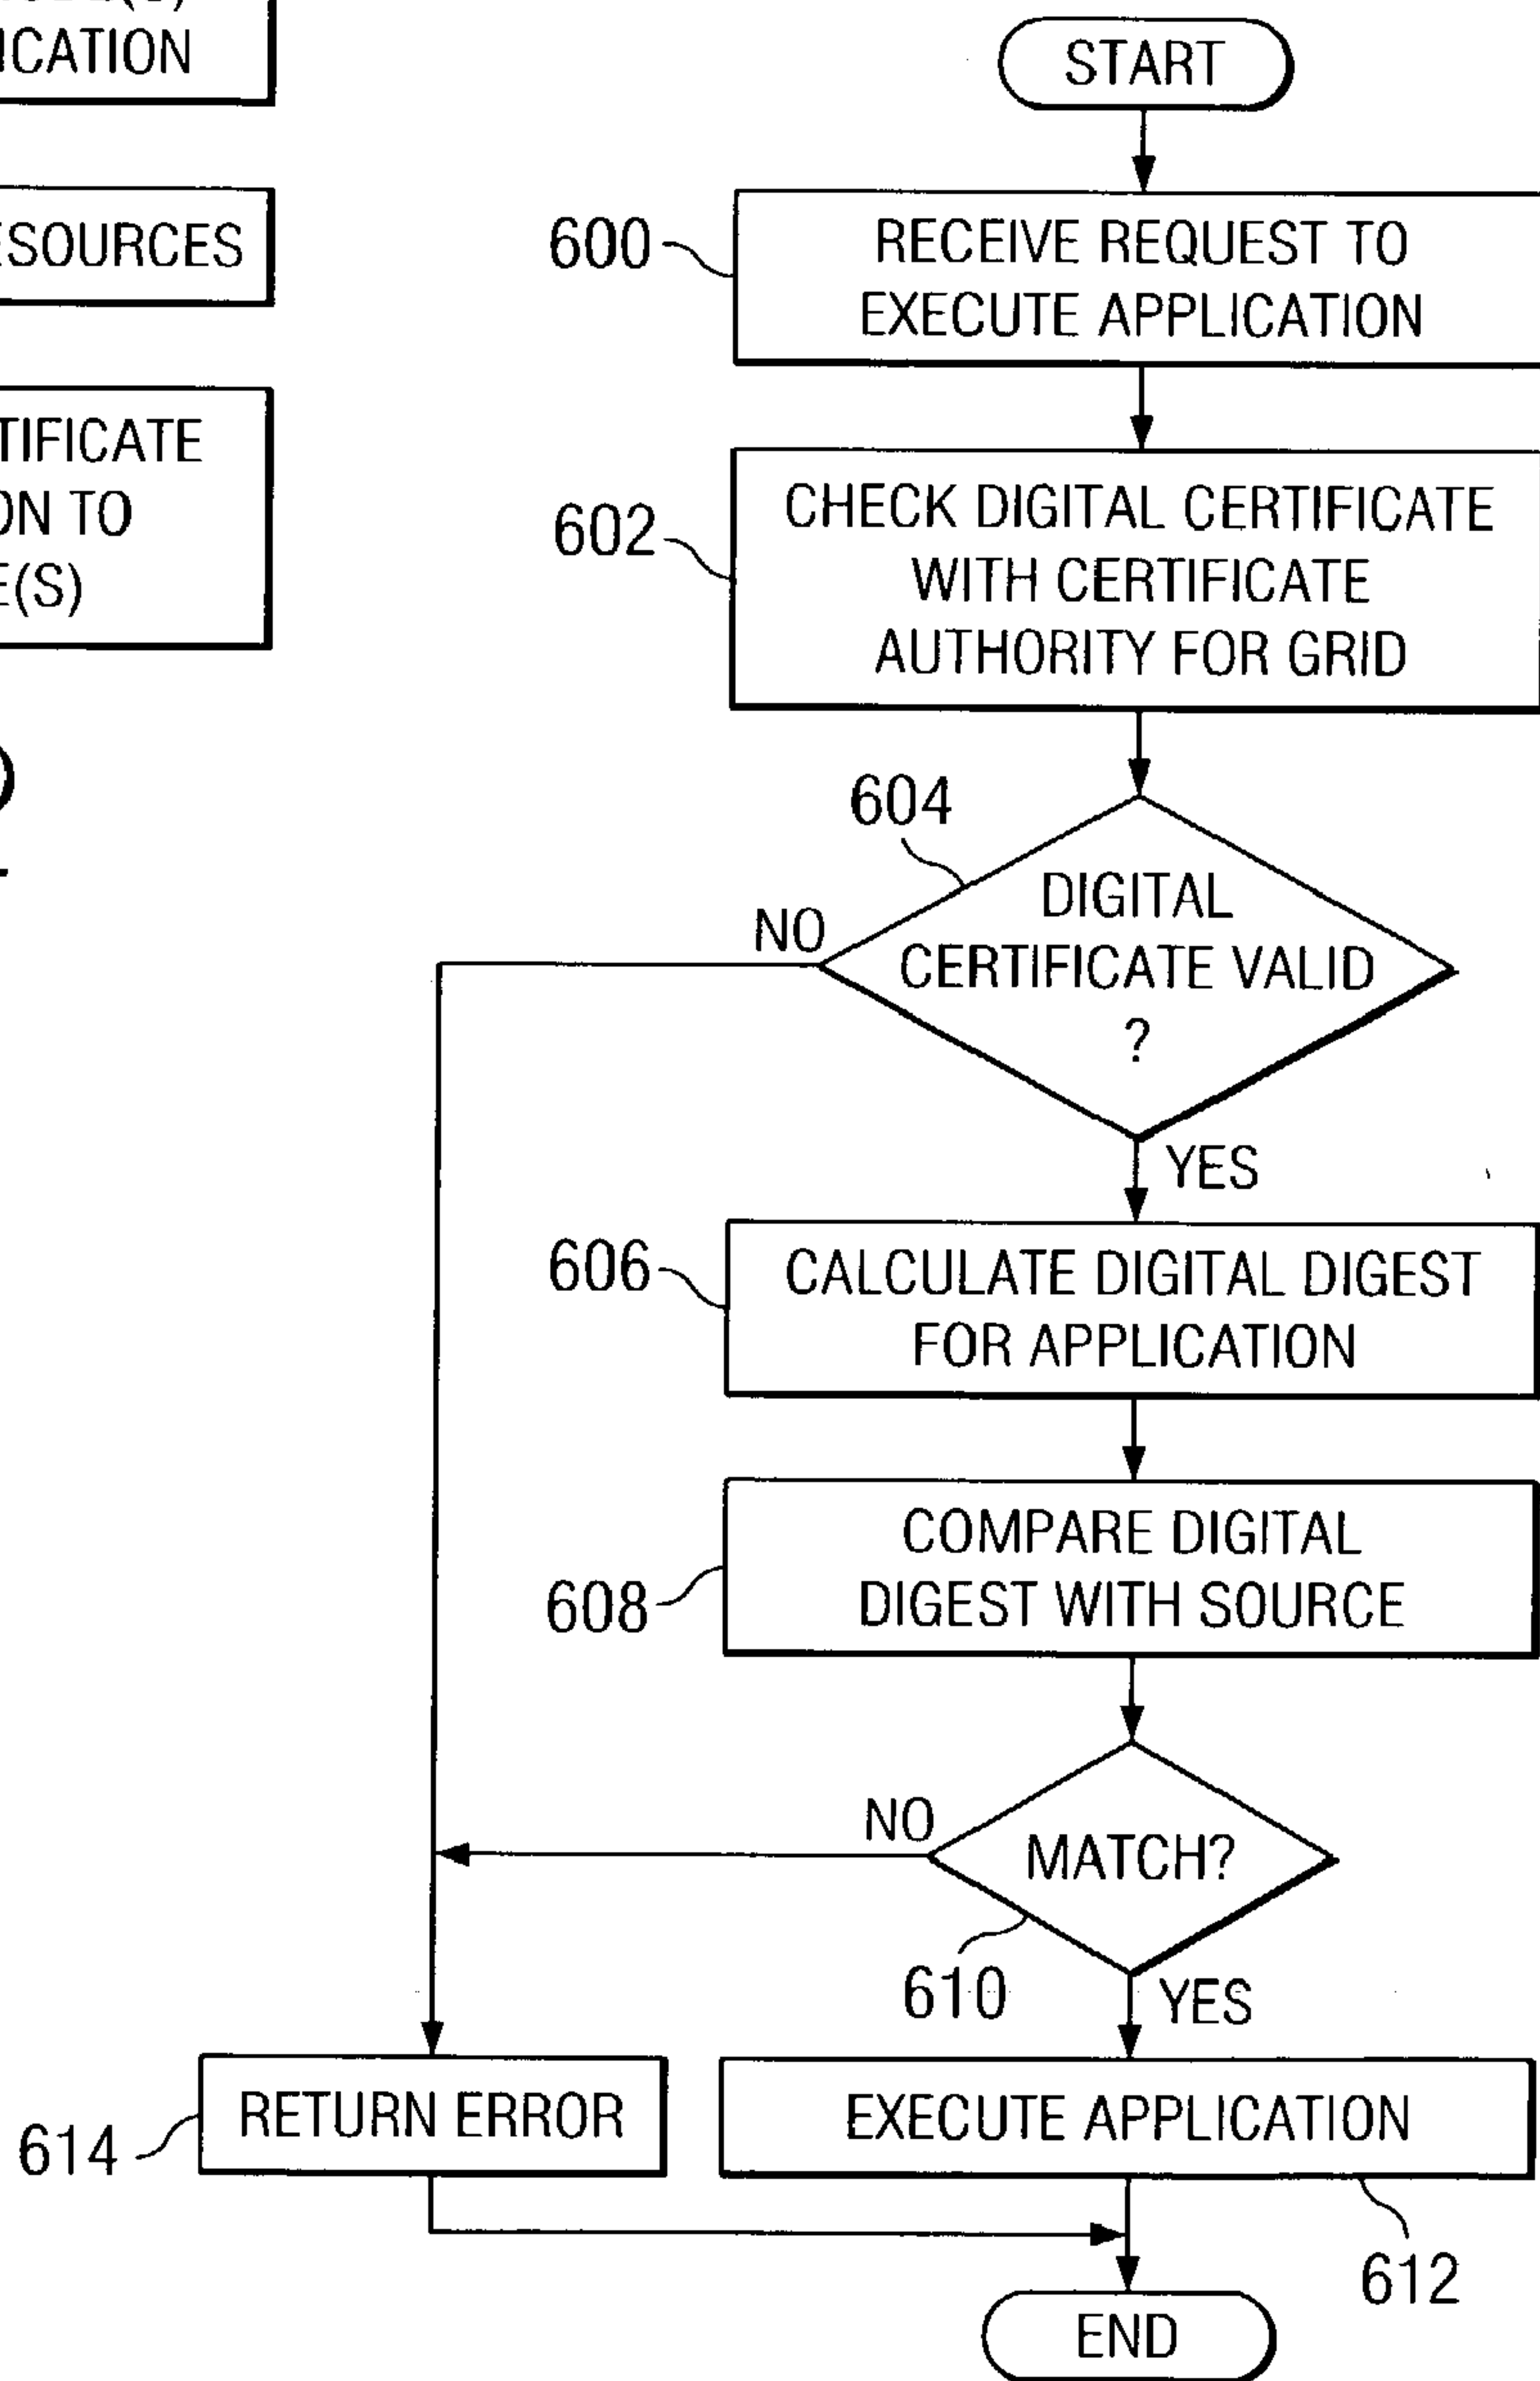 START
600
RECEIVE REQUEST TO
EXECUTE APPLICATION
602
CHECK DIGITAL CERTIFICATE
WITH CERTIFICATE
AUTHORITY FOR GRID
604
DIGITAL
CERTIFICATE VALID
?
NO
YES
606
CALCULATE DIGITAL DIGEST
FOR APPLICATION
608
COMPARE DIGITAL
DIGEST WITH SOURCE
NO
MATCH?
610
YES
614
RETURN ERROR
EXECUTE APPLICATION
612
END
ICATION
ESOURCES
TIFICATE
ON TO
E(S)